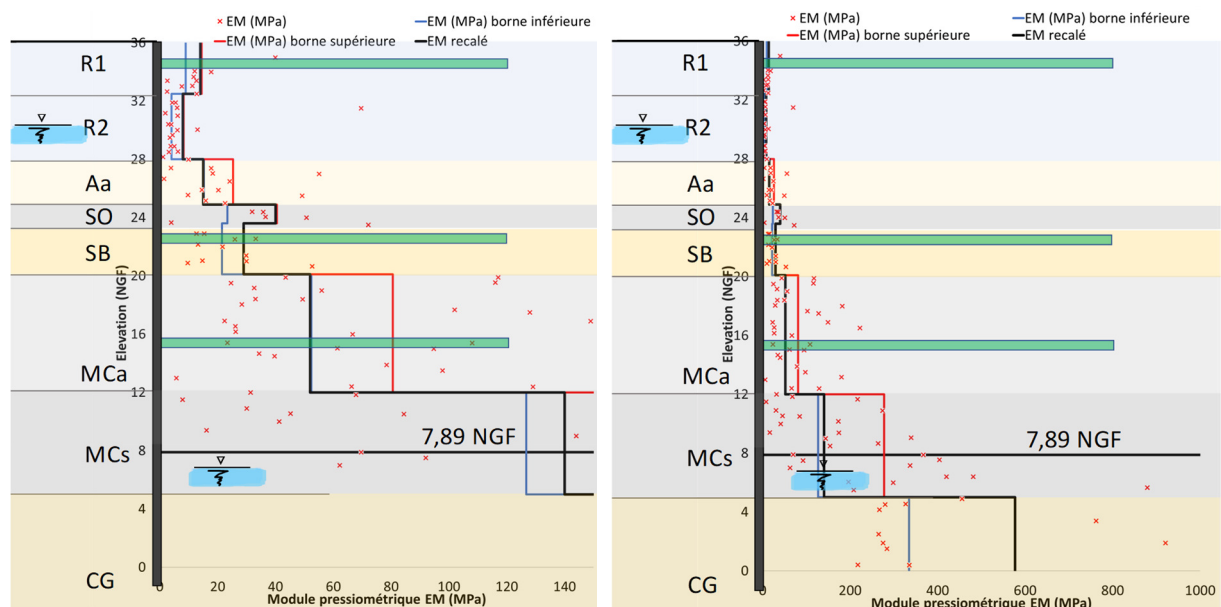 EM (MPa) EM (MPa) borne inférieure
EM (MPa) borne supérieure EM recalé
36
R1
32
R2
28
Aa
SO 24
SB
20
Elevation (NGF)
16
MCa
12
7,89 NGF
8
MCs
4
0
CG
0 20 40 60 80 100 120 140
Module pressiométrique EM (MPa)
EM (MPa) EM (MPa) borne inférieure
EM (MPa) borne supérieure EM recalé
36
R1
32
R2
28
Aa
SO 24
SB
20
Elevation (NGF)
16
MCa
12
7,89 NGF
8
MCs
4
0
CG
0 200 400 600 800 1000
Module pressiométrique EM (MPa)